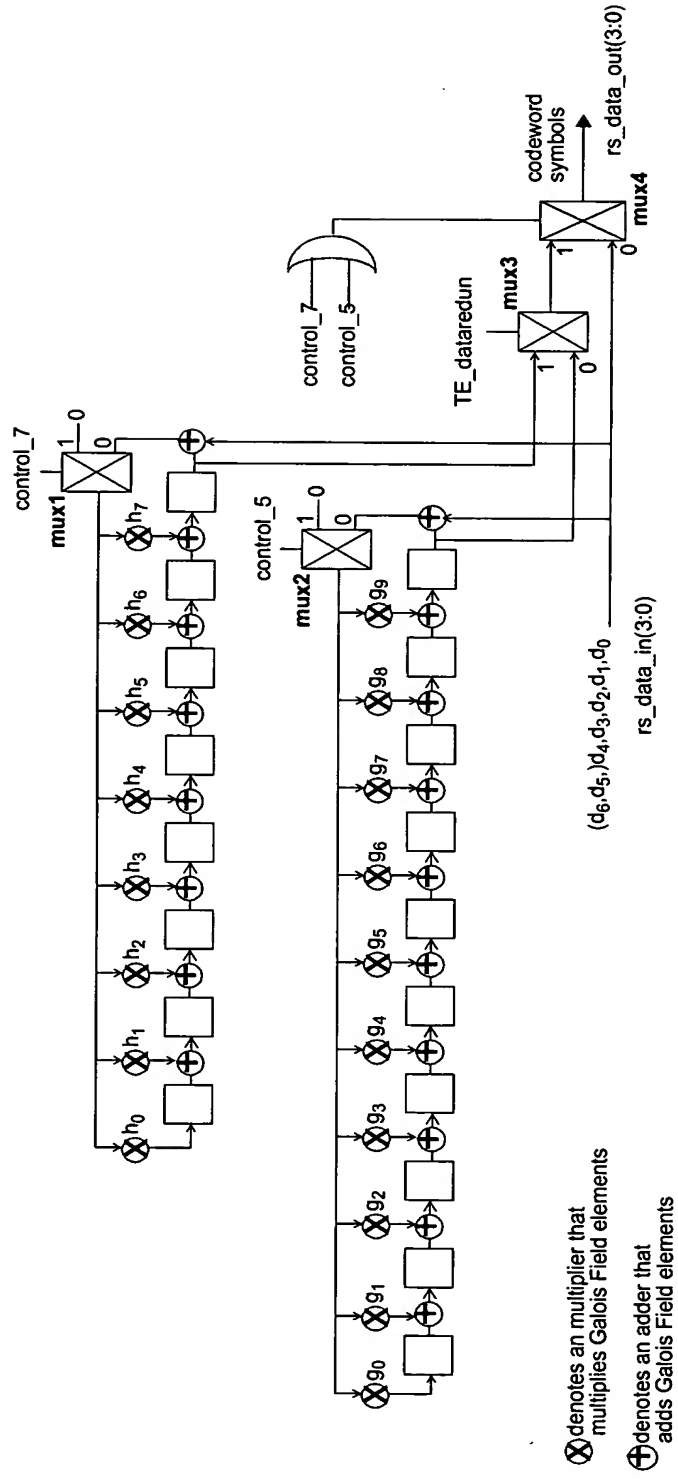 control_7
1
0
0
mux1
h0
h1
h2
h3
h4
h5
h6
h7
control_5
1
0
0
mux2
g0
g1
g2
g3
g4
g5
g6
g7
g8
g9
control_7
control_5
TE_dataredun
mux3
1
0
codeword
symbols
rs_data_out(3:0)
mux4
1
0
(d6,d5,)d4,d3,d2,d1,d0
rs_data_in(3:0)
denotes an multiplier that
multiplies Galois Field elements
denotes an adder that
adds Galois Field elements